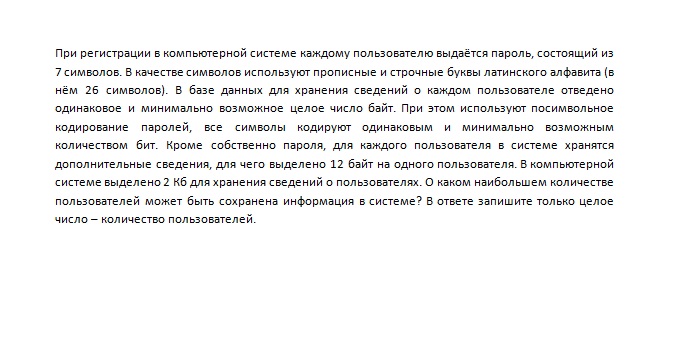 При регистрации в компьютерной системе каждому пользователю выдаётся пароль, состоящий из
7 символов. В качестве символов используют прописные и строчные буквы латинского алфавита (в
нём 26 символов). В базе данных для хранения сведений о каждом пользователе отведено
одинаковое и минимально возможное целое число байт. При этом используют посимвольное
кодирование паролей, все символы кодируют одинаковым и минимально возможным
количеством бит. Кроме собственно пароля, для каждого пользователя в системе хранятся
дополнительные сведения, для чего выделено 12 байт на одного пользователя. В компьютерной
системе выделено 2 Кб для хранения сведений о пользователях. О каком наибольшем количестве
пользователей может быть сохранена информация в системе? В ответе запишите только целое
число – количество пользователей.